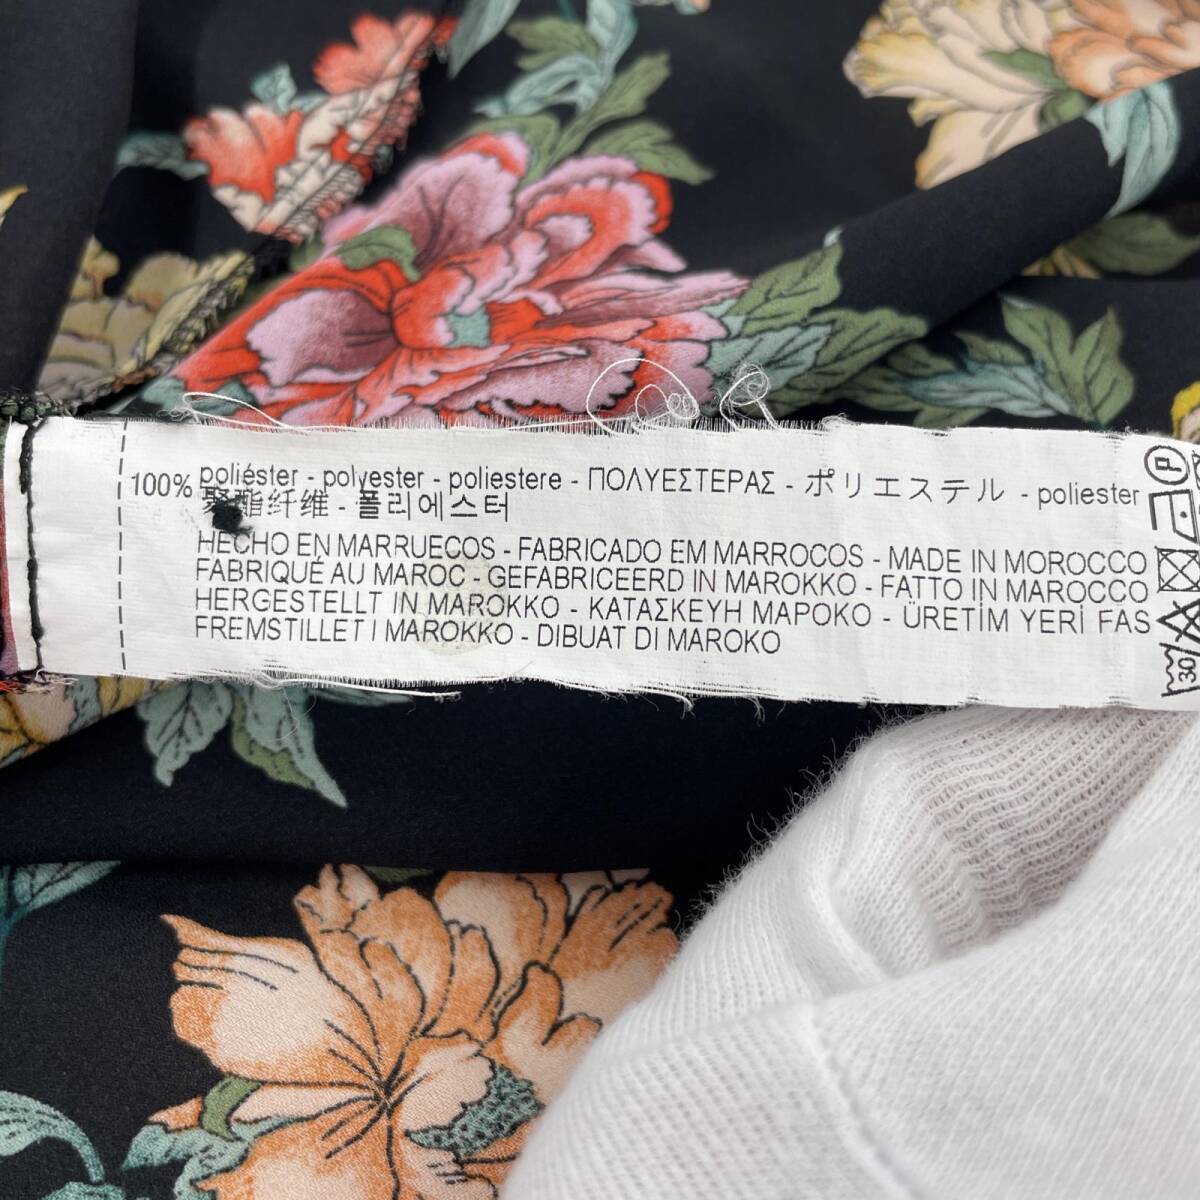 100% poliéster - polyester - poliestere - ΠΟΛΥΕΣΤΕΡΑΣ - ポリエステル - poliester
聚酯纤维 - 폴리에스터
HECHO EN MARRUECOS - FABRICADO EM MARROCOS - MADE IN MOROCCO
FABRIQUÉ AU MAROC - GEFABRICEERD IN MAROKKO - FATTO IN MAROCCO
HERGESTELLT IN MAROKKO - ΚΑΤΑΣΚΕΥΗ ΜΑΡΟΚΟ - ÜRETİM YERİ FAS
FREMSTILLET I MAROKKO - DIBUAT DI MAROKO
P
30